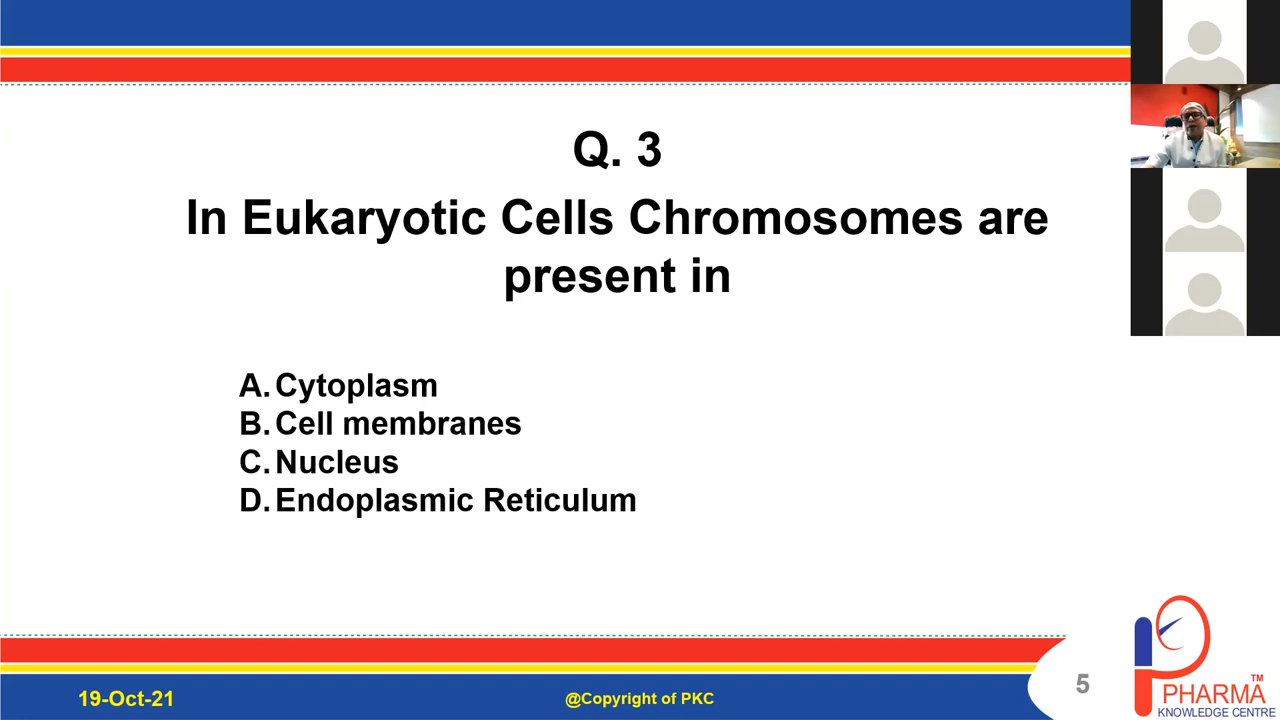 Q. 3
In Eukaryotic Cells Chromosomes are
present in
A. Cytoplasm
B. Cell membranes
C. Nucleus
D. Endoplasmic Reticulum
19-Oct-21
@Copyright of PKC
5
PHARMA TM
KNOWLEDGE CENTRE